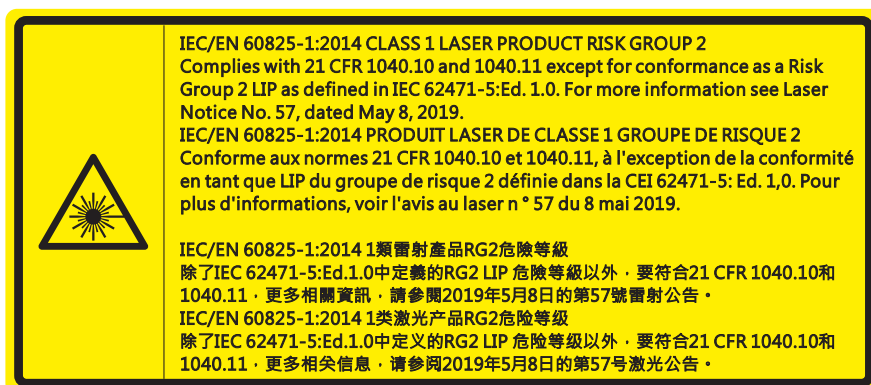 IEC/EN 60825-1:2014 CLASS 1 LASER PRODUCT RISK GROUP 2
Complies with 21 CFR 1040.10 and 1040.11 except for conformance as a Risk
Group 2 LIP as defined in IEC 62471-5:Ed. 1.0. For more information see Laser
Notice No. 57, dated May 8, 2019.
IEC/EN 60825-1:2014 PRODUIT LASER DE CLASSE 1 GROUPE DE RISQUE 2
Conforme aux normes 21 CFR 1040.10 et 1040.11, à l'exception de la conformité
en tant que LIP du groupe de risque 2 définie dans la CEI 62471-5: Ed. 1,0. Pour
plus d'informations, voir l'avis au laser n ° 57 du 8 mai 2019.
IEC/EN 60825-1:2014 1類雷射產品RG2危險等級
除了IEC 62471-5:Ed.1.0中定義的RG2 LIP 危險等級以外，要符合21 CFR 1040.10和
1040.11，更多相關資訊，請參閱2019年5月8日的第57號雷射公告。
IEC/EN 60825-1:2014 1类激光产品RG2危险等级
除了IEC 62471-5:Ed.1.0中定义的RG2 LIP 危险等级以外，要符合21 CFR 1040.10和
1040.11，更多相关信息，请参阅2019年5月8日的第57号激光公告。